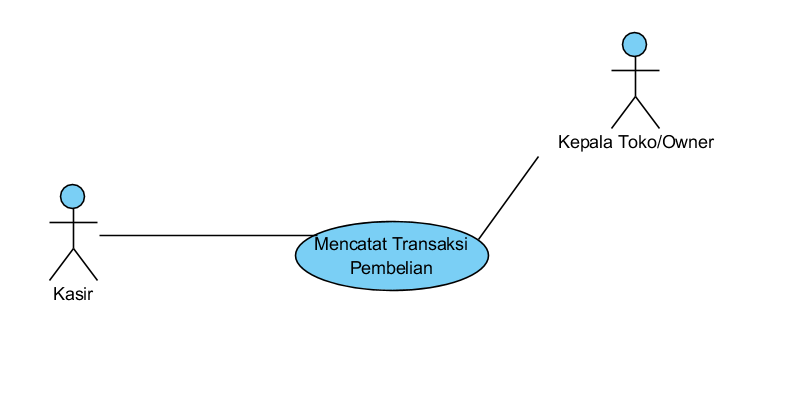 Kepala Toko/Owner
Mencatat Transaksi
Pembelian
Kasir